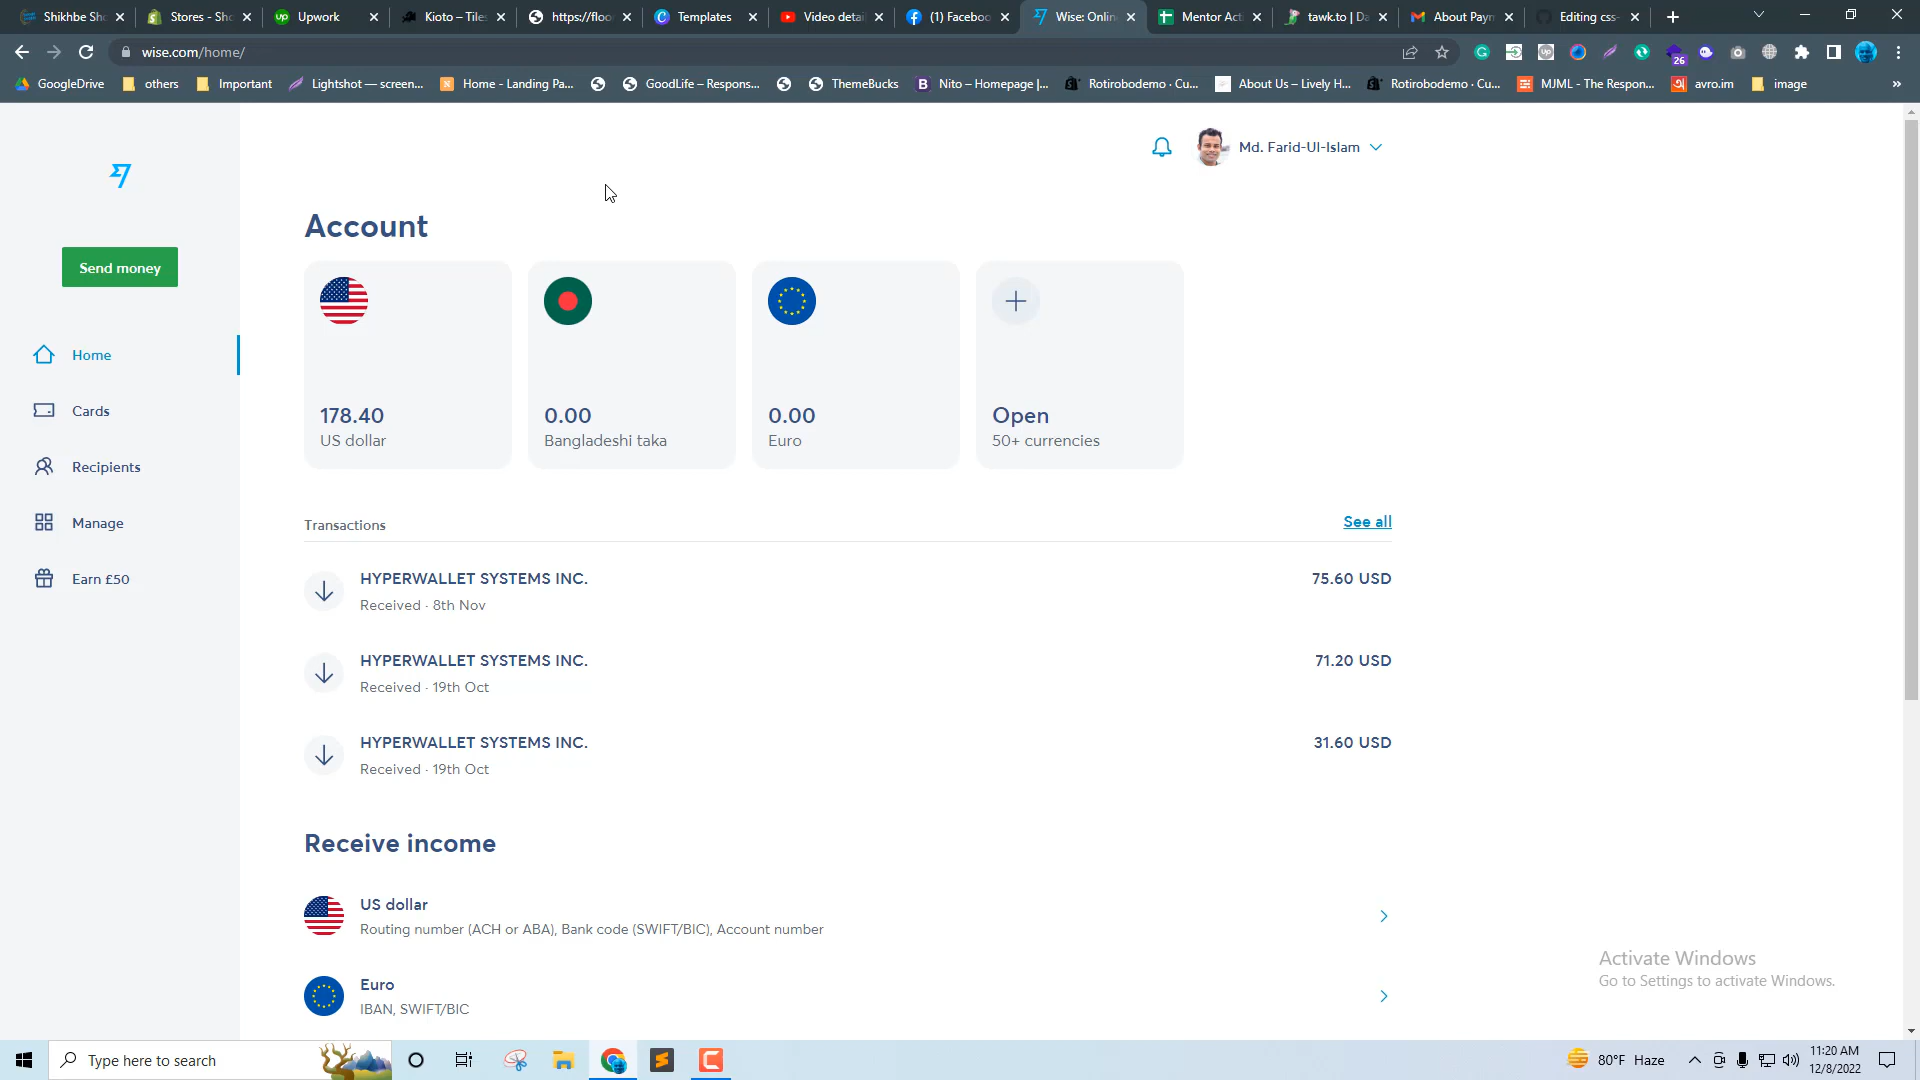 Shikhbe Sho
Stores - Sho
Upwork
Kioto – Tile
https://floo
Templates
Video detai
(1) Faceboo
Wise: Onlin
Mentor Act
tawk.to | Da
About Paym
Editing css-
wise.com/home/
26
GoogleDrive
others
Important
Lightshot — screen...
Home - Landing Pa...
GoodLife – Respons...
ThemeBucks
Nito – Homepage |...
Rotirobodemo · Cu...
About Us – Lively H...
Rotirobodemo · Cu...
MJML - The Respon...
avro.im
image
»
Md. Farid-Ul-Islam
Account
Send money
178.40
US dollar
0.00
Bangladeshi taka
0.00
Euro
Open
50+ currencies
Home
Cards
Recipients
Manage
Earn £50
Transactions
See all
HYPERWALLET SYSTEMS INC.
75.60 USD
Received · 8th Nov
HYPERWALLET SYSTEMS INC.
71.20 USD
Received · 19th Oct
HYPERWALLET SYSTEMS INC.
31.60 USD
Received · 19th Oct
Receive income
US dollar
Routing number (ACH or ABA), Bank code (SWIFT/BIC), Account number
Euro
IBAN, SWIFT/BIC
Activate Windows
Go to Settings to activate Windows.
Type here to search
80°F Haze
11:20 AM
12/8/2022